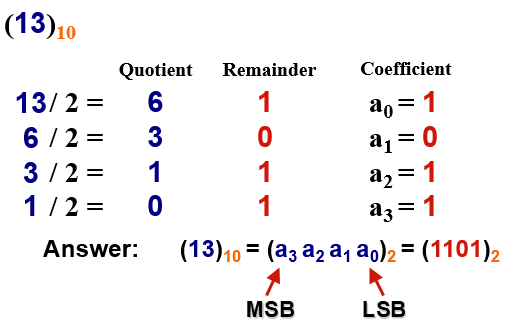 (13)₁₀
Quotient Remainder Coefficient
13 / 2 = 6 1 a₀ = 1
6 / 2 = 3 0 a₁ = 0
3 / 2 = 1 1 a₂ = 1
1 / 2 = 0 1 a₃ = 1
Answer: (13)₁₀ = (a₃ a₂ a₁ a₀)₂ = (1101)₂
MSB LSB